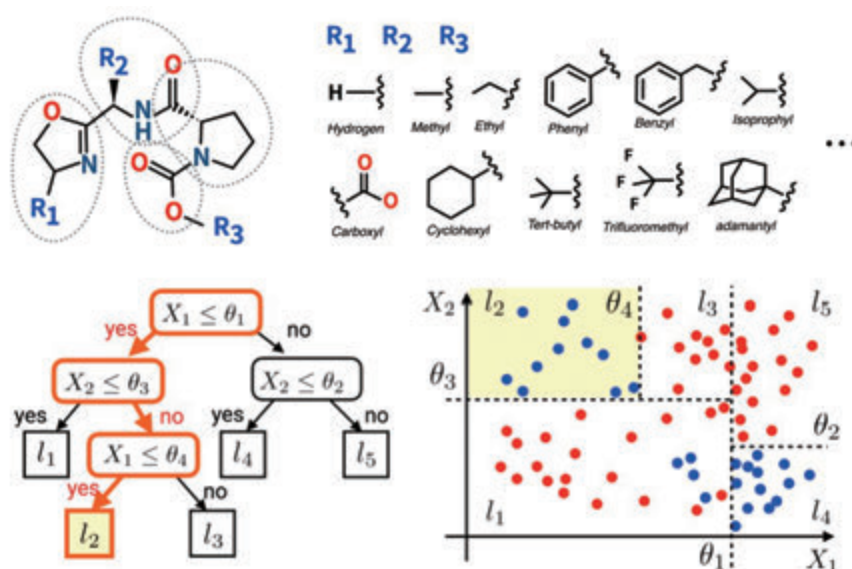 R₁ R₂ R₃
R₂ O
O NH
N N
R₁ O
O R₃
H
Hydrogen Methyl Ethyl Phenyl Benzyl Isoprophyl
...
O
O
F
F
F
Carboxyl Cyclohexyl Tert-butyl Trifluoromethyl adamantyl
X₁ ≤ θ₁
yes no
X₂ ≤ θ₃ X₂ ≤ θ₂
yes no yes no
l₁ X₁ ≤ θ₄ l₄ l₅
yes no
l₂ l₃
X₂ l₂ θ₄ l₃ l₅
θ₃
θ₂
l₁ l₄
θ₁ X₁